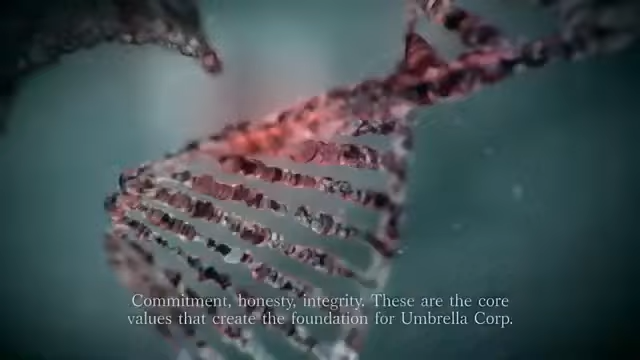 Commitment, honesty, integrity. These are the core
values that create the foundation for Umbrella Corp.